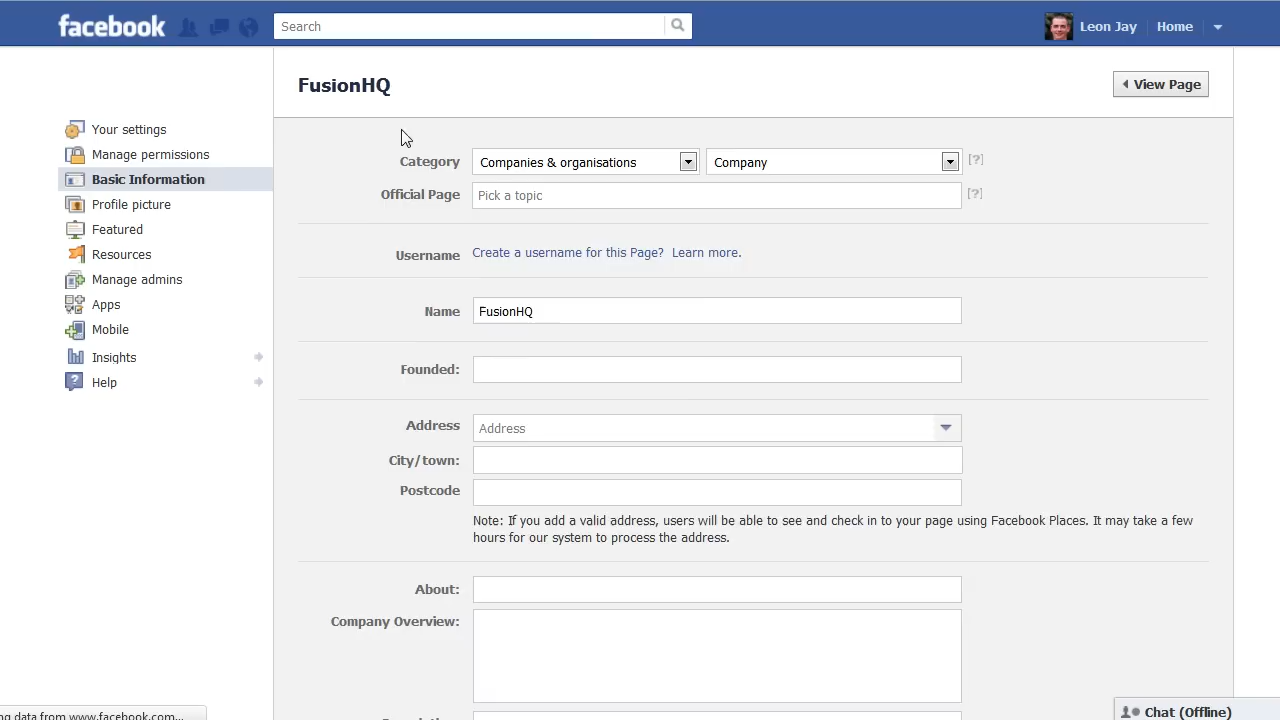 facebook
Search
Leon Jay
Home
FusionHQ
View Page
Your settings
Manage permissions
Basic Information
Profile picture
Featured
Resources
Manage admins
Apps
Mobile
Insights
Help
Category
Companies & organisations
Company
[?]
Official Page
Pick a topic
[?]
Username
Create a username for this Page? Learn more.
Name
FusionHQ
Founded:
Address
Address
City/town:
Postcode
Note: If you add a valid address, users will be able to see and check in to your page using Facebook Places. It may take a few
hours for our system to process the address.
About:
Company Overview:
data from www.facebook.com...
Chat (Offline)